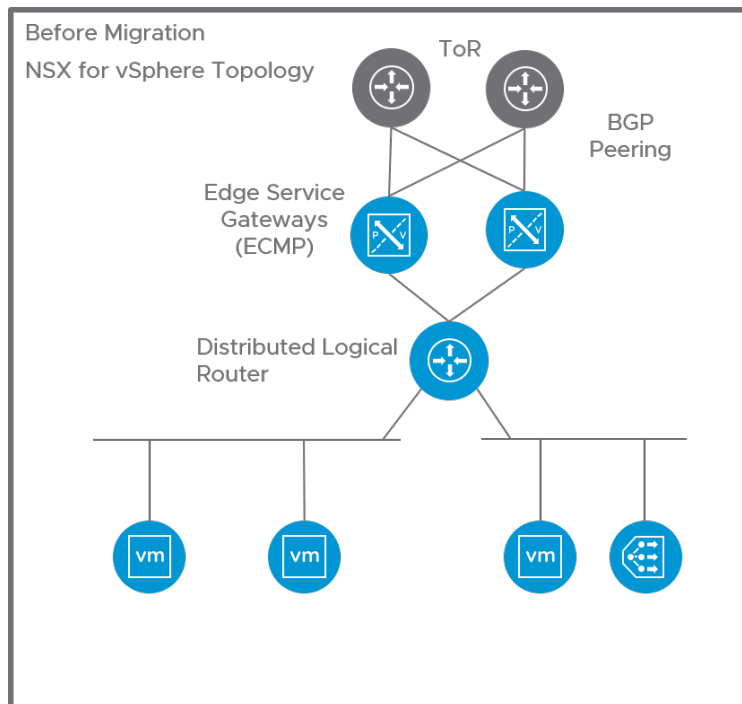 Before Migration
NSX for vSphere Topology
ToR
BGP
Peering
Edge Service
Gateways
(ECMP)
P V
P V
Distributed Logical
Router
vm
vm
vm